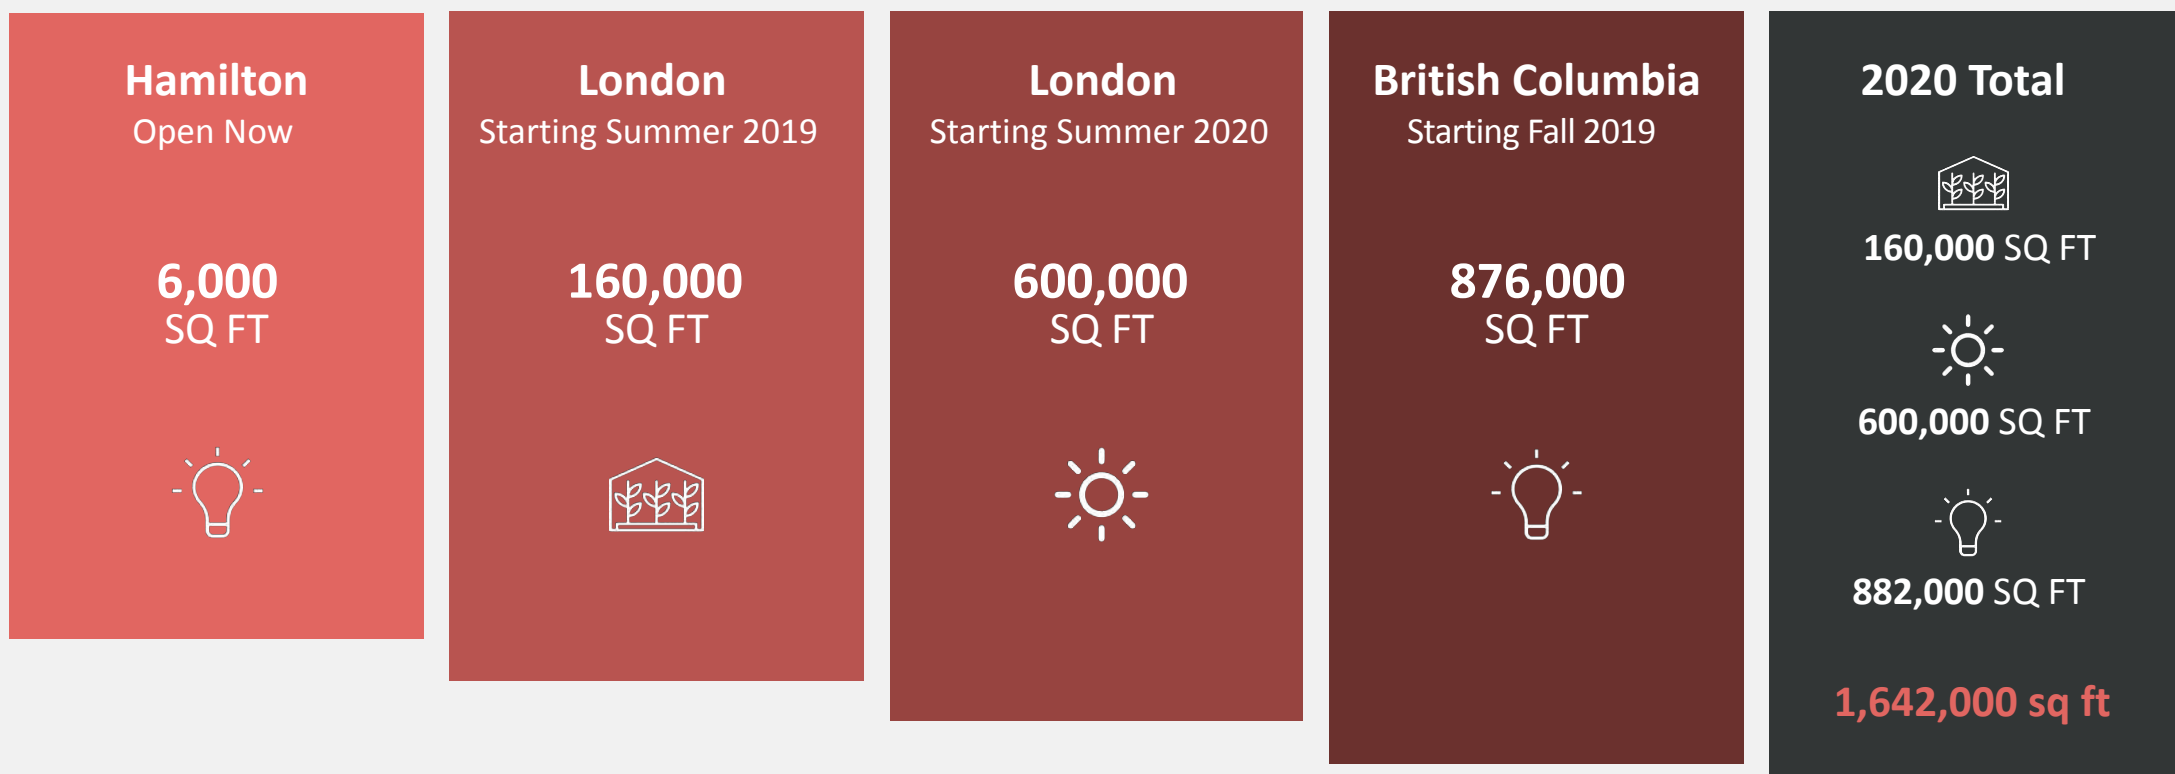 Hamilton
Open Now
6,000
SQ FT
London
Starting Summer 2019
160,000
SQ FT
London
Starting Summer 2020
600,000
SQ FT
British Columbia
Starting Fall 2019
876,000
SQ FT
2020 Total
160,000 SQ FT
600,000 SQ FT
882,000 SQ FT
1,642,000 sq ft